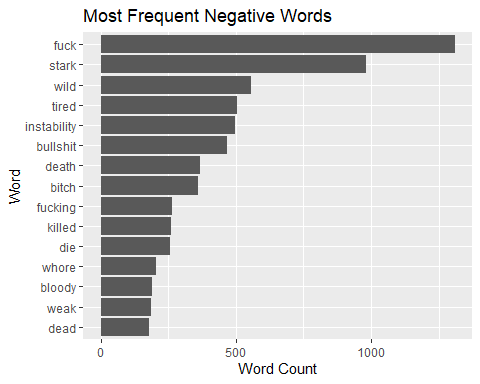 Most Frequent Negative Words
fuck
stark
wild
tired
instability
bullshit
death
bitch
fucking
killed
die
whore
bloody
weak
dead
Word
0 500 1000
Word Count